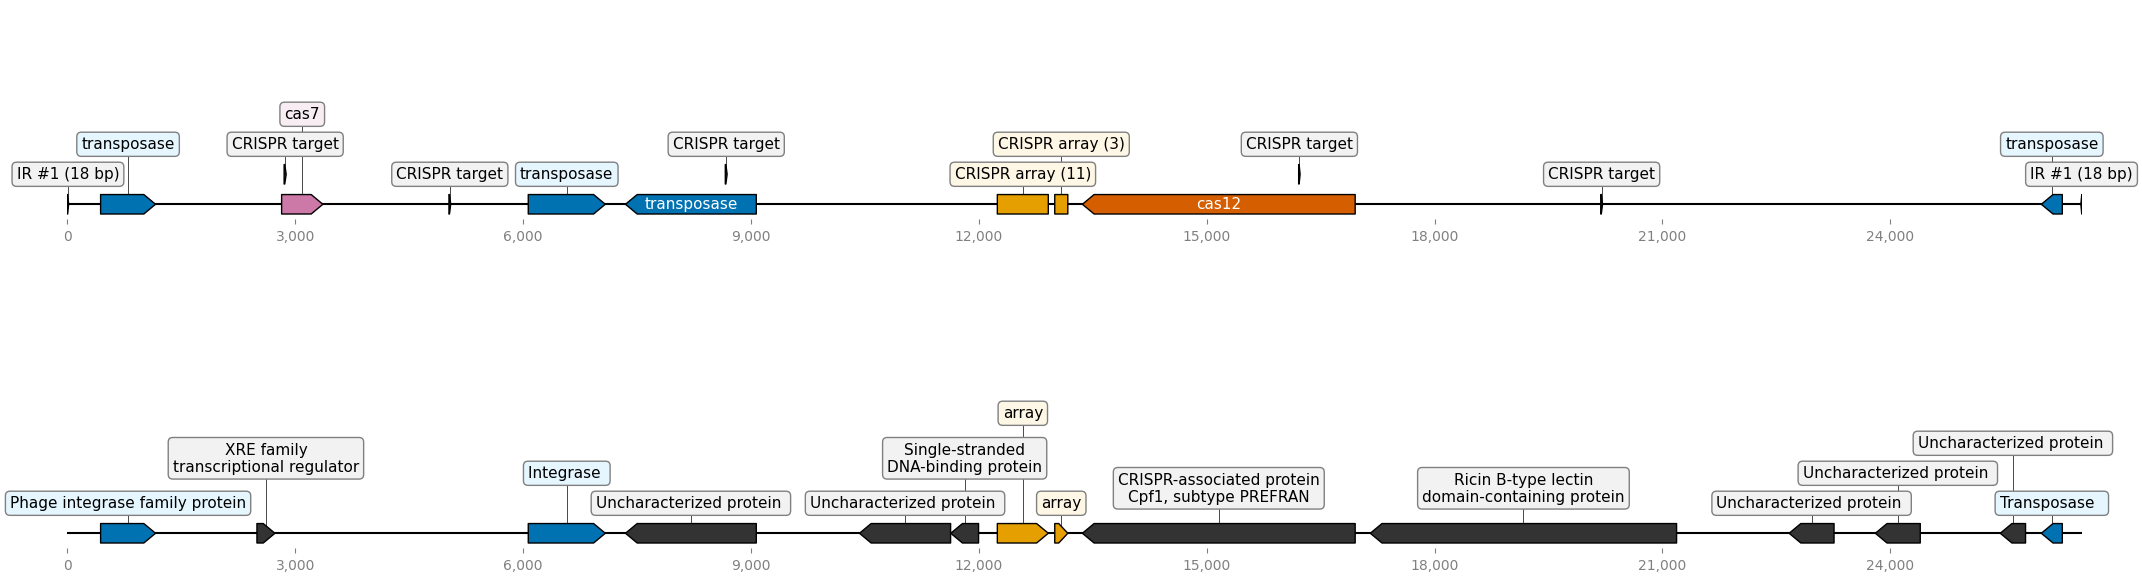 cas7
transposase
CRISPR target
CRISPR target
CRISPR array (3)
CRISPR target
transposase
IR #1 (18 bp)
CRISPR target
transposase
CRISPR array (11)
CRISPR target
IR #1 (18 bp)
transposase
cas12
0
3,000
6,000
9,000
12,000
15,000
18,000
21,000
24,000
array
Uncharacterized protein
XRE family
transcriptional regulator
Single-stranded
DNA-binding protein
Integrase
Uncharacterized protein
CRISPR-associated protein
Cpf1, subtype PREFRAN
Ricin B-type lectin
domain-containing protein
Phage integrase family protein
Uncharacterized protein
Uncharacterized protein
array
Uncharacterized protein
Transposase
0
3,000
6,000
9,000
12,000
15,000
18,000
21,000
24,000